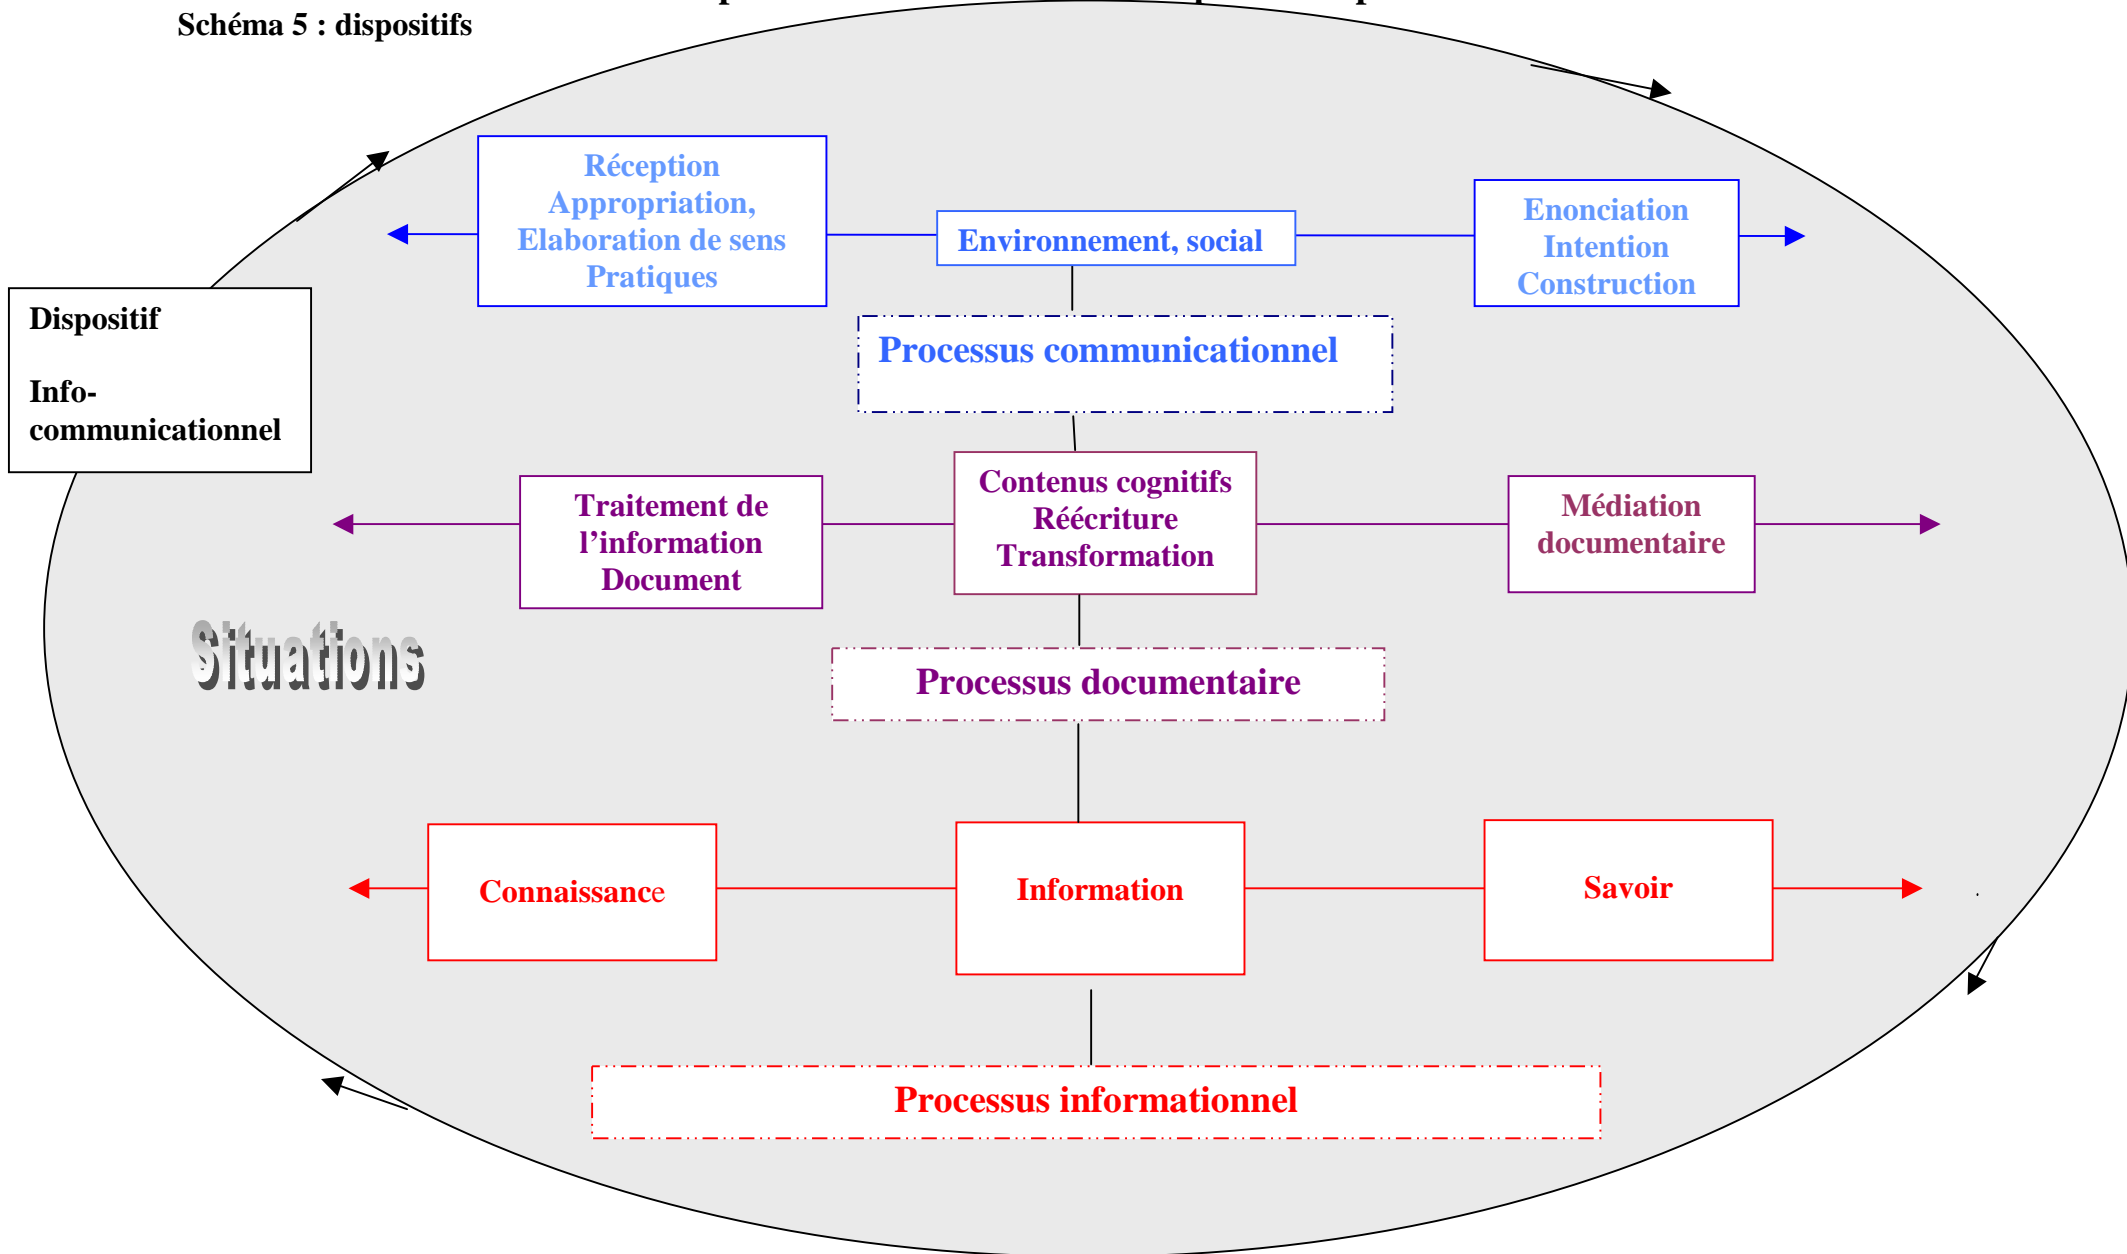 Schéma 5 : dispositifs
Réception
Appropriation,
Elaboration de sens
Pratiques
Environnement, social
Enonciation
Intention
Construction
Dispositif
Info-
communicationnel
Processus communicationnel
Traitement de
l’information
Document
Contenus cognitifs
Réécriture
Transformation
Médiation
documentaire
Situations
Processus documentaire
Connaissance
Information
Savoir
Processus informationnel